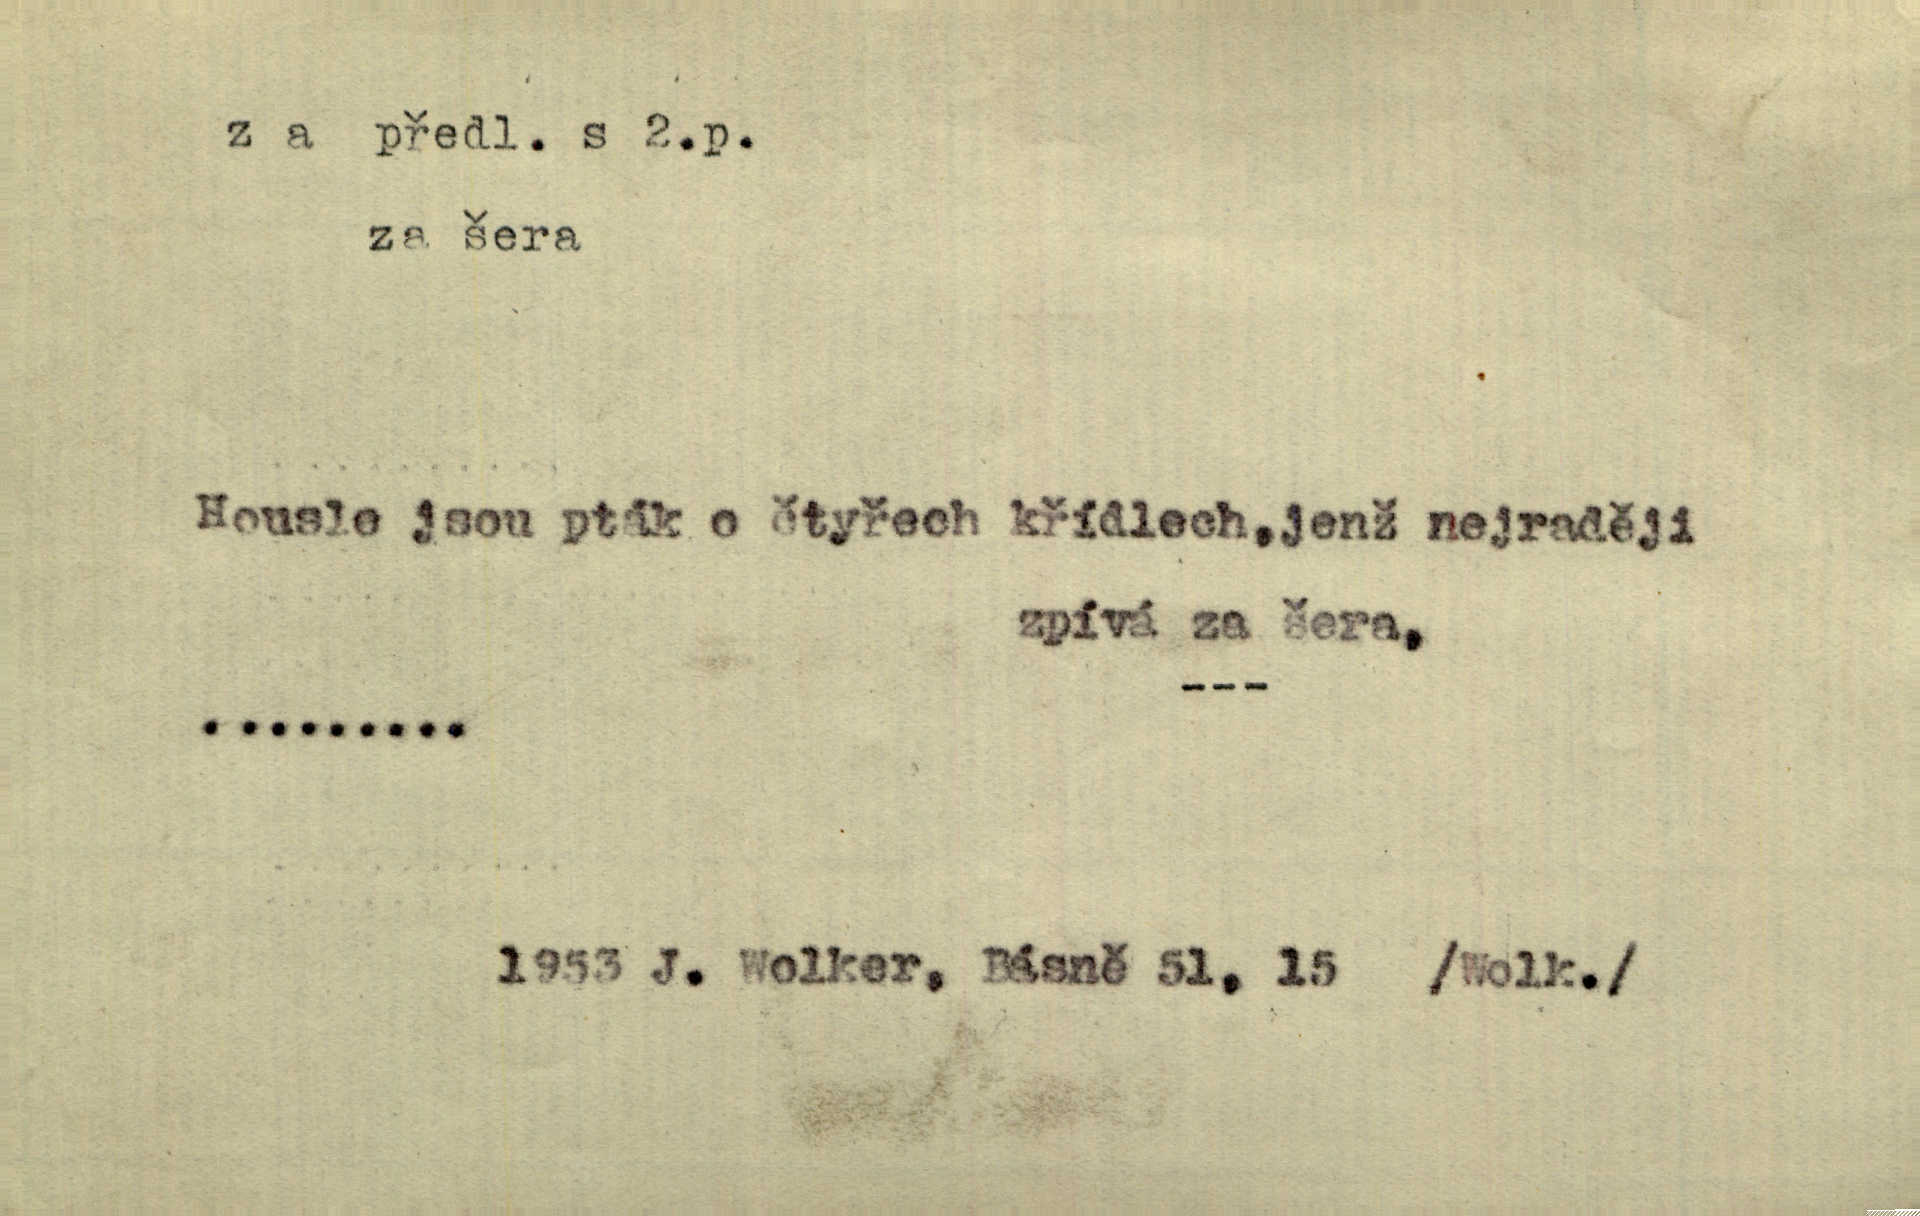 z a předl. s 2.p.
za šera
Housle jsou pták o čtyřech křídlech,jenž nejraději
zpívá za šera,
---
.........
1953 J. Wolker, Básně 51, 15 /Wolk./